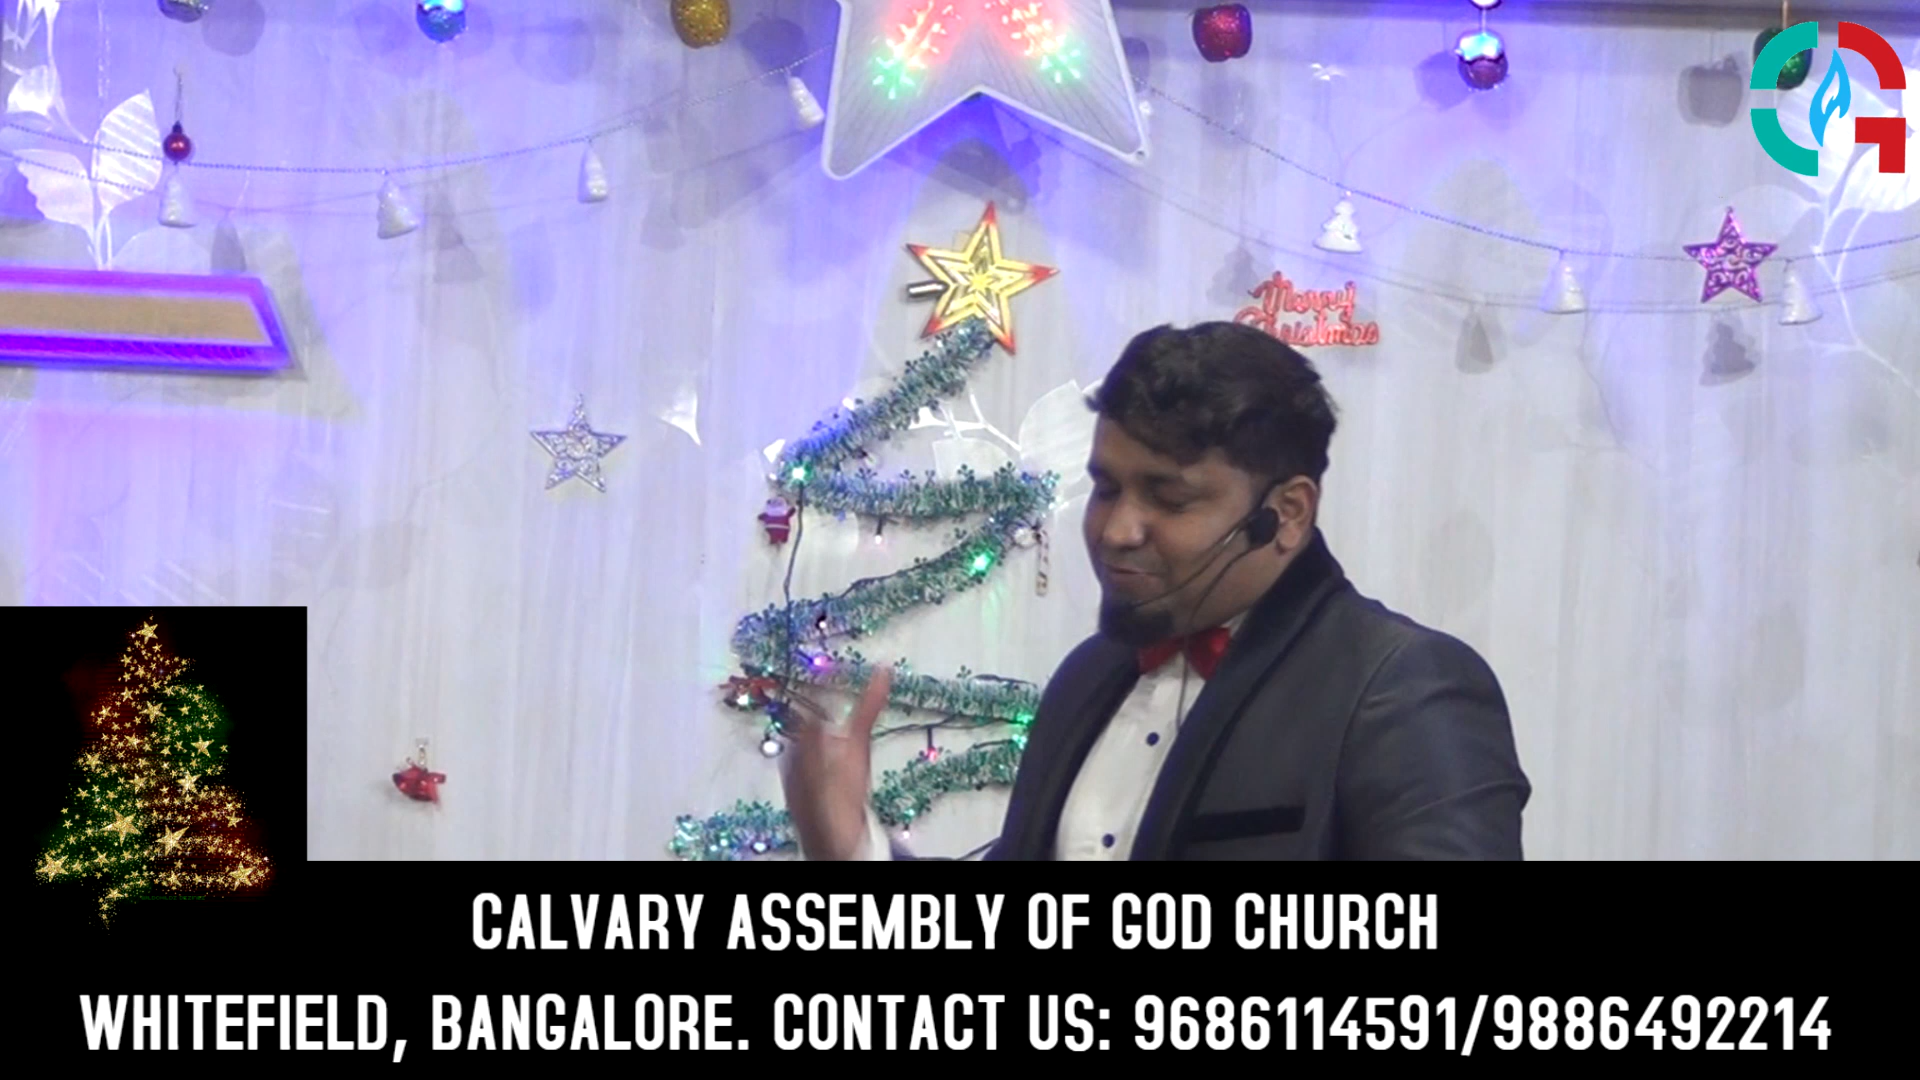 Merry
Christmas
CALVARY ASSEMBLY OF GOD CHURCH
WHITEFIELD, BANGALORE. CONTACT US: 9686114591/9886492214